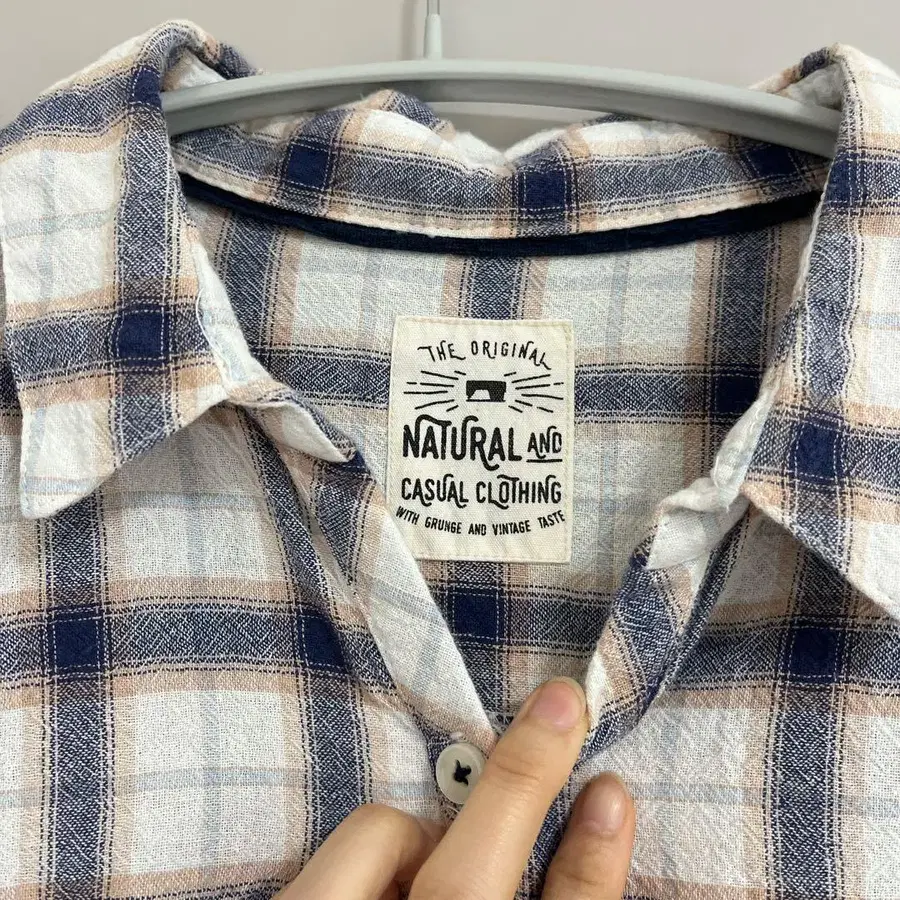 THE ORIGINAL
NATURAL AND
CASUAL CLOTHING
WITH GRUNGE AND VINTAGE TASTE